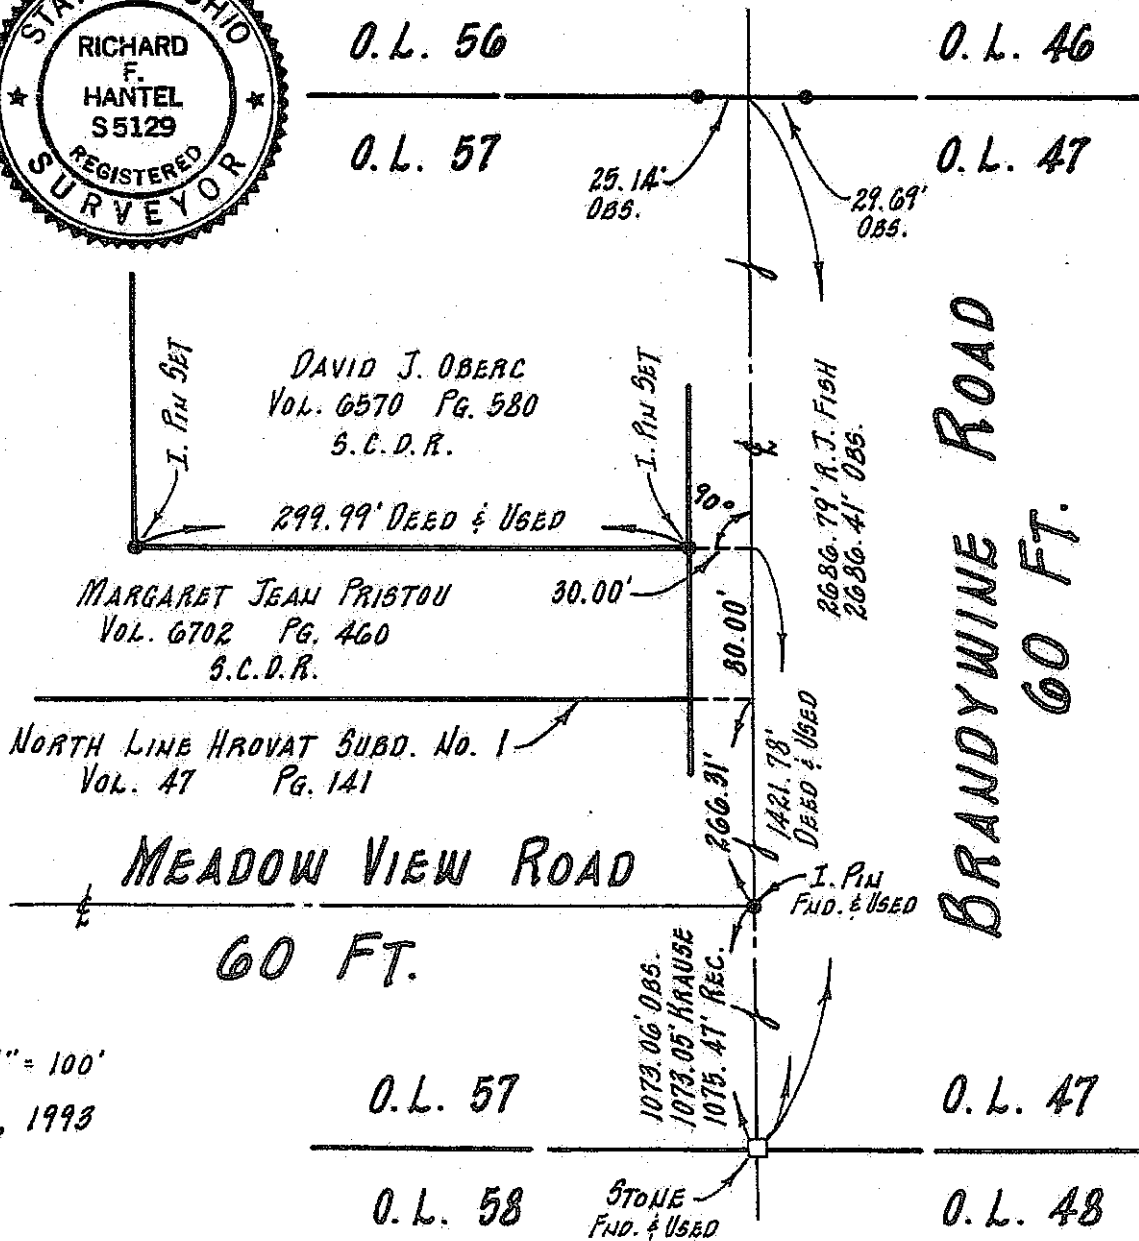 OHIO
RICHARD
F.
HANTEL
S 5129
REGISTERED
SURVEYOR
O.L. 56
O.L. 46
O.L. 57
O.L. 47
25.14'
OBS.
29.69'
OBS.
I. PIN SET
DAVID J. OBERC
VOL. 6570 PG. 580
S.C.D.R.
I. PIN SET
2686.79' R.J. FISH
2686.41' OBS.
BRANDYWINE ROAD
60 FT.
90°
299.99' DEED & USED
30.00'
MARGARET JEAN PRISTOU
VOL. 6702 PG. 460
S.C.D.R.
80.00'
NORTH LINE HROVAT SUBD. NO. 1
VOL. 47 PG. 141
266.31'
1421.78'
DEED & USED
MEADOW VIEW ROAD
60 FT.
I. PIN
FND. & USED
1073.06' OBS.
1073.05' KRAUSE
1075.47' REC.
1" = 100'
, 1993
O.L. 57
O.L. 47
O.L. 58
O.L. 48
STONE
FND. & USED